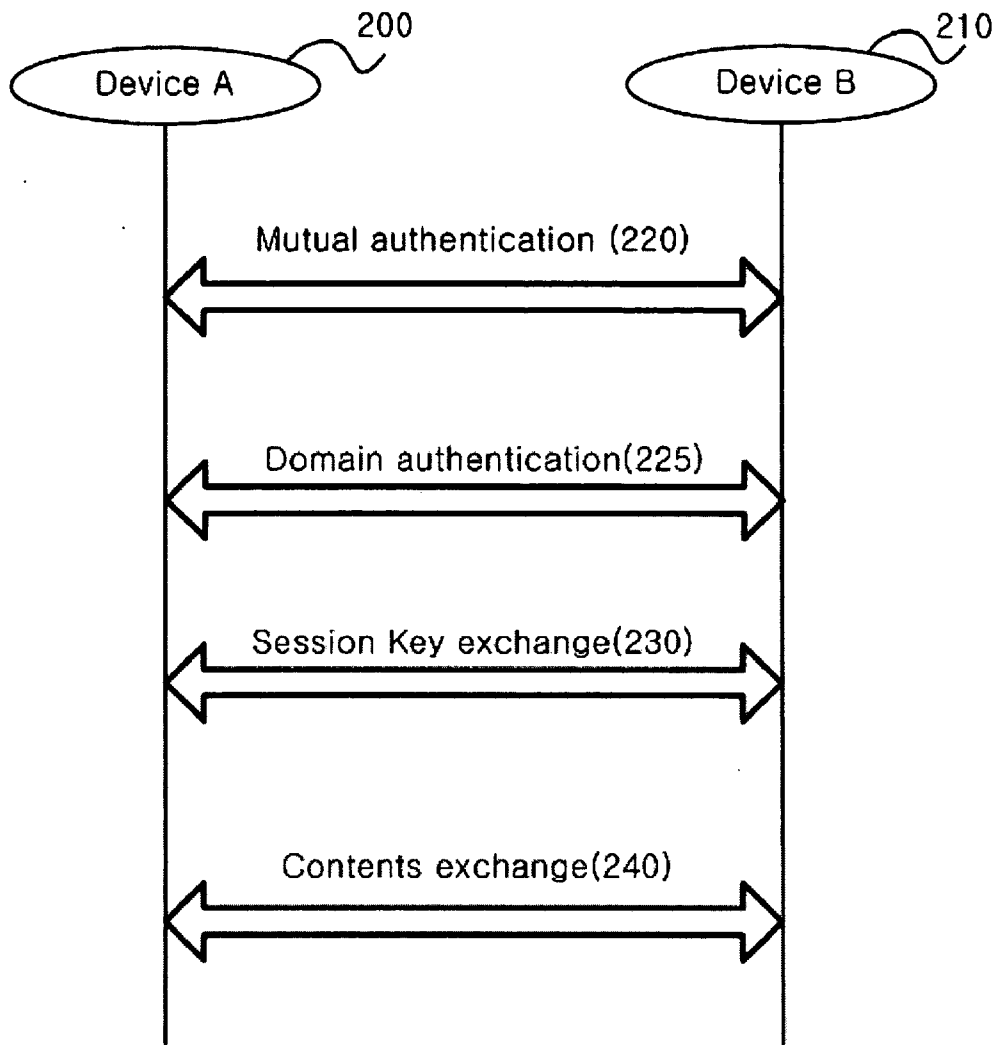 200
210
Device A
Device B
Mutual authentication (220)
Domain authentication(225)
Session Key exchange(230)
Contents exchange(240)